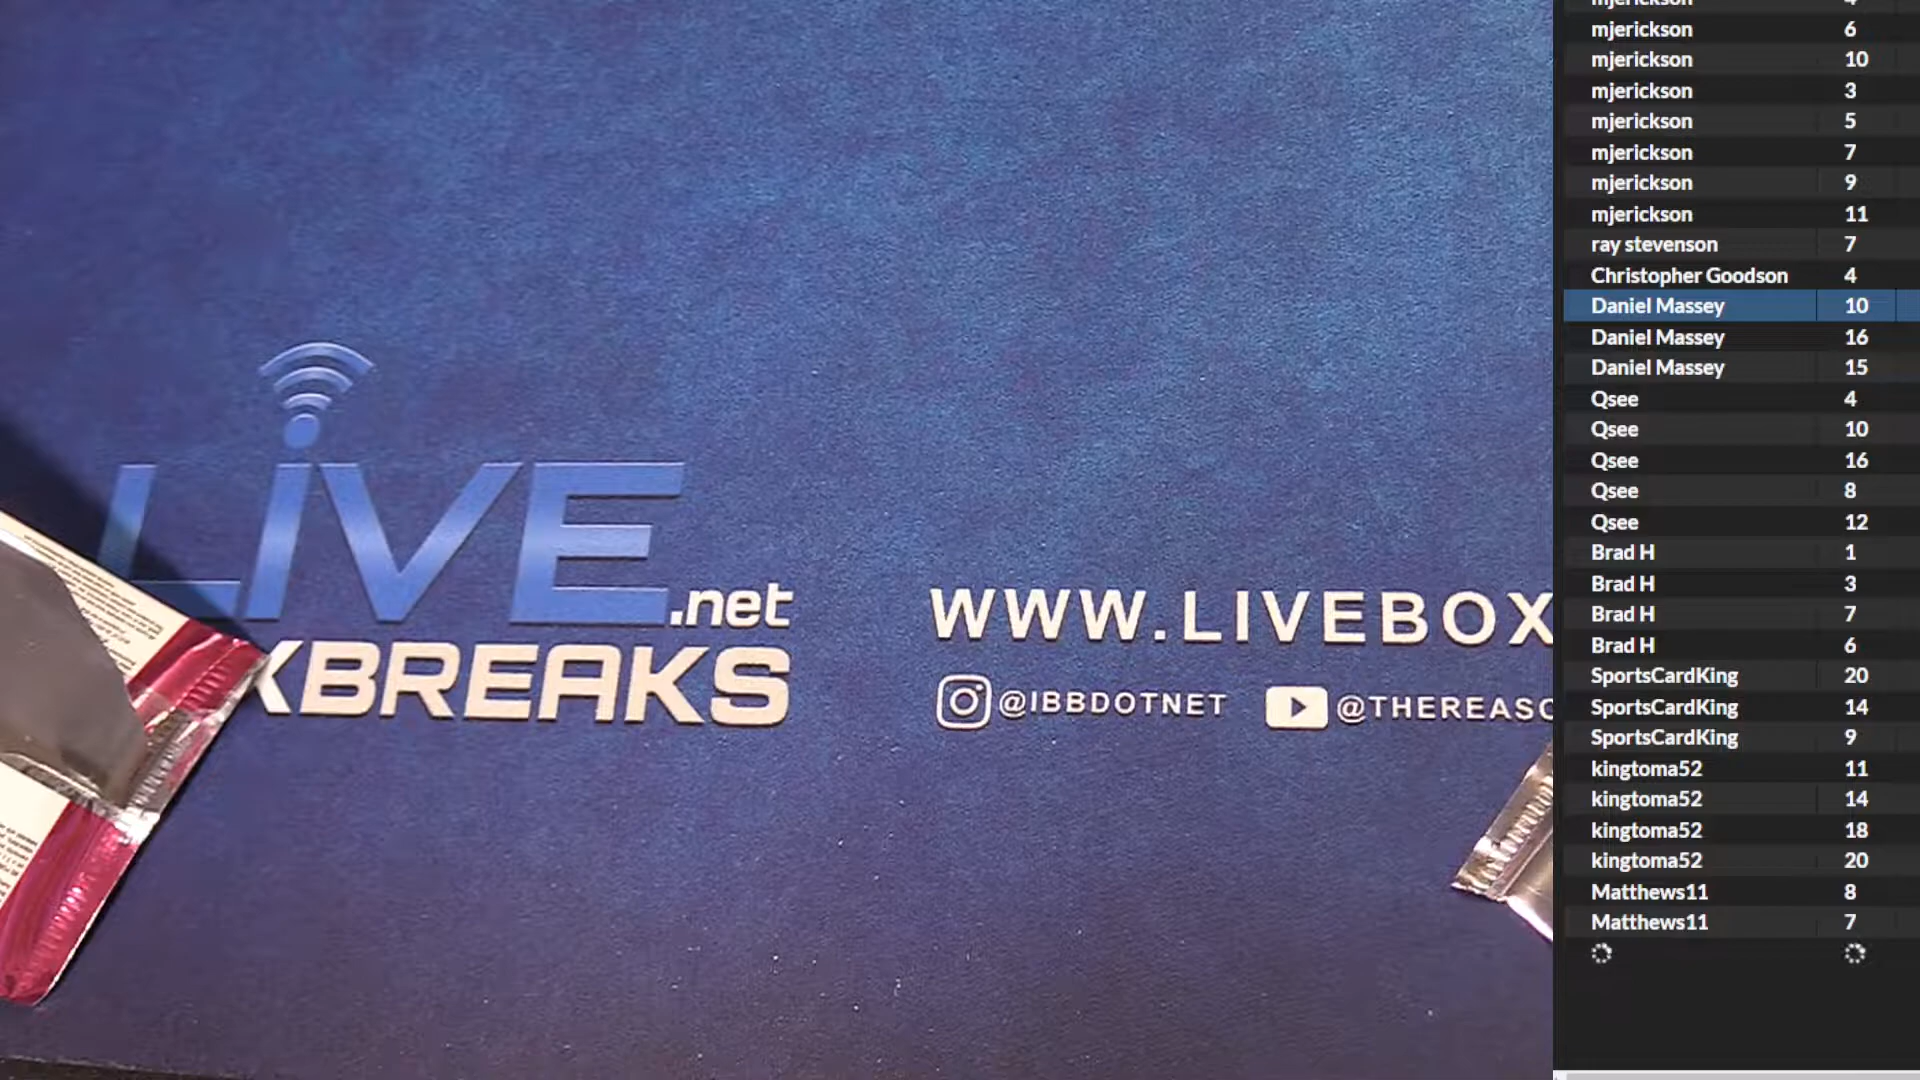 mjerickson 4
mjerickson 6
mjerickson 10
mjerickson 3
mjerickson 5
mjerickson 7
mjerickson 9
mjerickson 11
ray stevenson 7
Christopher Goodson 4
Daniel Massey 10
Daniel Massey 16
Daniel Massey 15
Qsee 4
Qsee 10
Qsee 16
Qsee 8
Qsee 12
Brad H 1
Brad H 3
Brad H 7
Brad H 6
SportsCardKing 20
SportsCardKing 14
SportsCardKing 9
kingtoma52 11
kingtoma52 14
kingtoma52 18
kingtoma52 20
Matthews11 8
Matthews11 7
LiVE
.net
XBREAKS
WWW.LIVEBOX
@IBBDOTNET @THEREASO